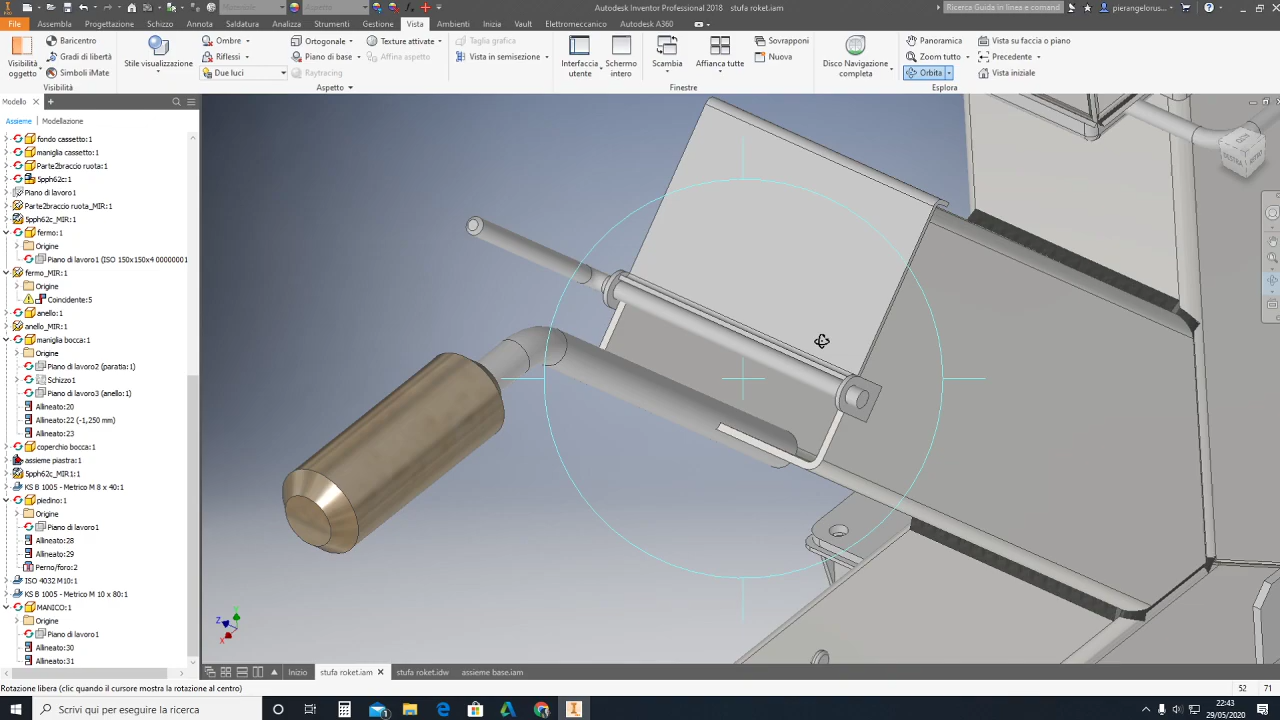 Materiale
Aspetto
Autodesk Inventor Professional 2018
stufa roket.iam
Ricerca Guida in linea e comand
pierangelorus...
File
Assembla
Progettazione
Schizzo
Annota
Saldatura
Analizza
Strumenti
Gestione
Vista
Ambienti
Inizia
Vault
Elettromeccanico
Autodesk A360
Visibilità
oggetto
Baricentro
Gradi di libertà
Simboli iMate
Visibilità
Stile visualizzazione
Ombre
Riflessi
Due luci
Ortogonale
Piano di base
Raytracing
Texture attivate
Affina aspetto
Aspetto
Taglia grafica
Vista in semisezione
Interfaccia
utente
Schermo
intero
Scambia
Affianca tutte
Sovrapponi
Nuova
Finestre
Disco Navigazione
completa
Panoramica
Zoom tutto
Orbita
Vista su faccia o piano
Precedente
Vista iniziale
Esplora
Modello
Assieme
Modellazione
fondo cassetto:1
maniglia cassetto:1
Parte2braccio ruota:1
5pph62c:1
Piano di lavoro1
Parte2braccio ruota_MIR:1
5pph62c_MIR:1
fermo:1
Origine
Piano di lavoro1 (ISO 150x150x4 00000001
fermo_MIR:1
Origine
Coincidente:5
anello:1
anello_MIR:1
maniglia bocca:1
Origine
Piano di lavoro2 (paratia:1)
Schizzo1
Piano di lavoro3 (anello:1)
Allineato:20
Allineato:22 (-1,250 mm)
Allineato:23
coperchio bocca:1
assieme piastra:1
5pph62c_MIR1:1
KS B 1005 - Metrico M 8 x 40:1
piedino:1
Origine
Piano di lavoro1
Allineato:28
Allineato:29
Perno/foro:2
ISO 4032 M10:1
KS B 1005 - Metrico M 10 x 80:1
MANICO:1
Origine
Piano di lavoro1
Allineato:30
Allineato:31
Z
Y
X
Inizio
stufa roket.iam
stufa roket.idw
assieme base.iam
Rotazione libera (clic quando il cursore mostra la rotazione al centro)
52
71
Scrivi qui per eseguire la ricerca
22:43
29/05/2020